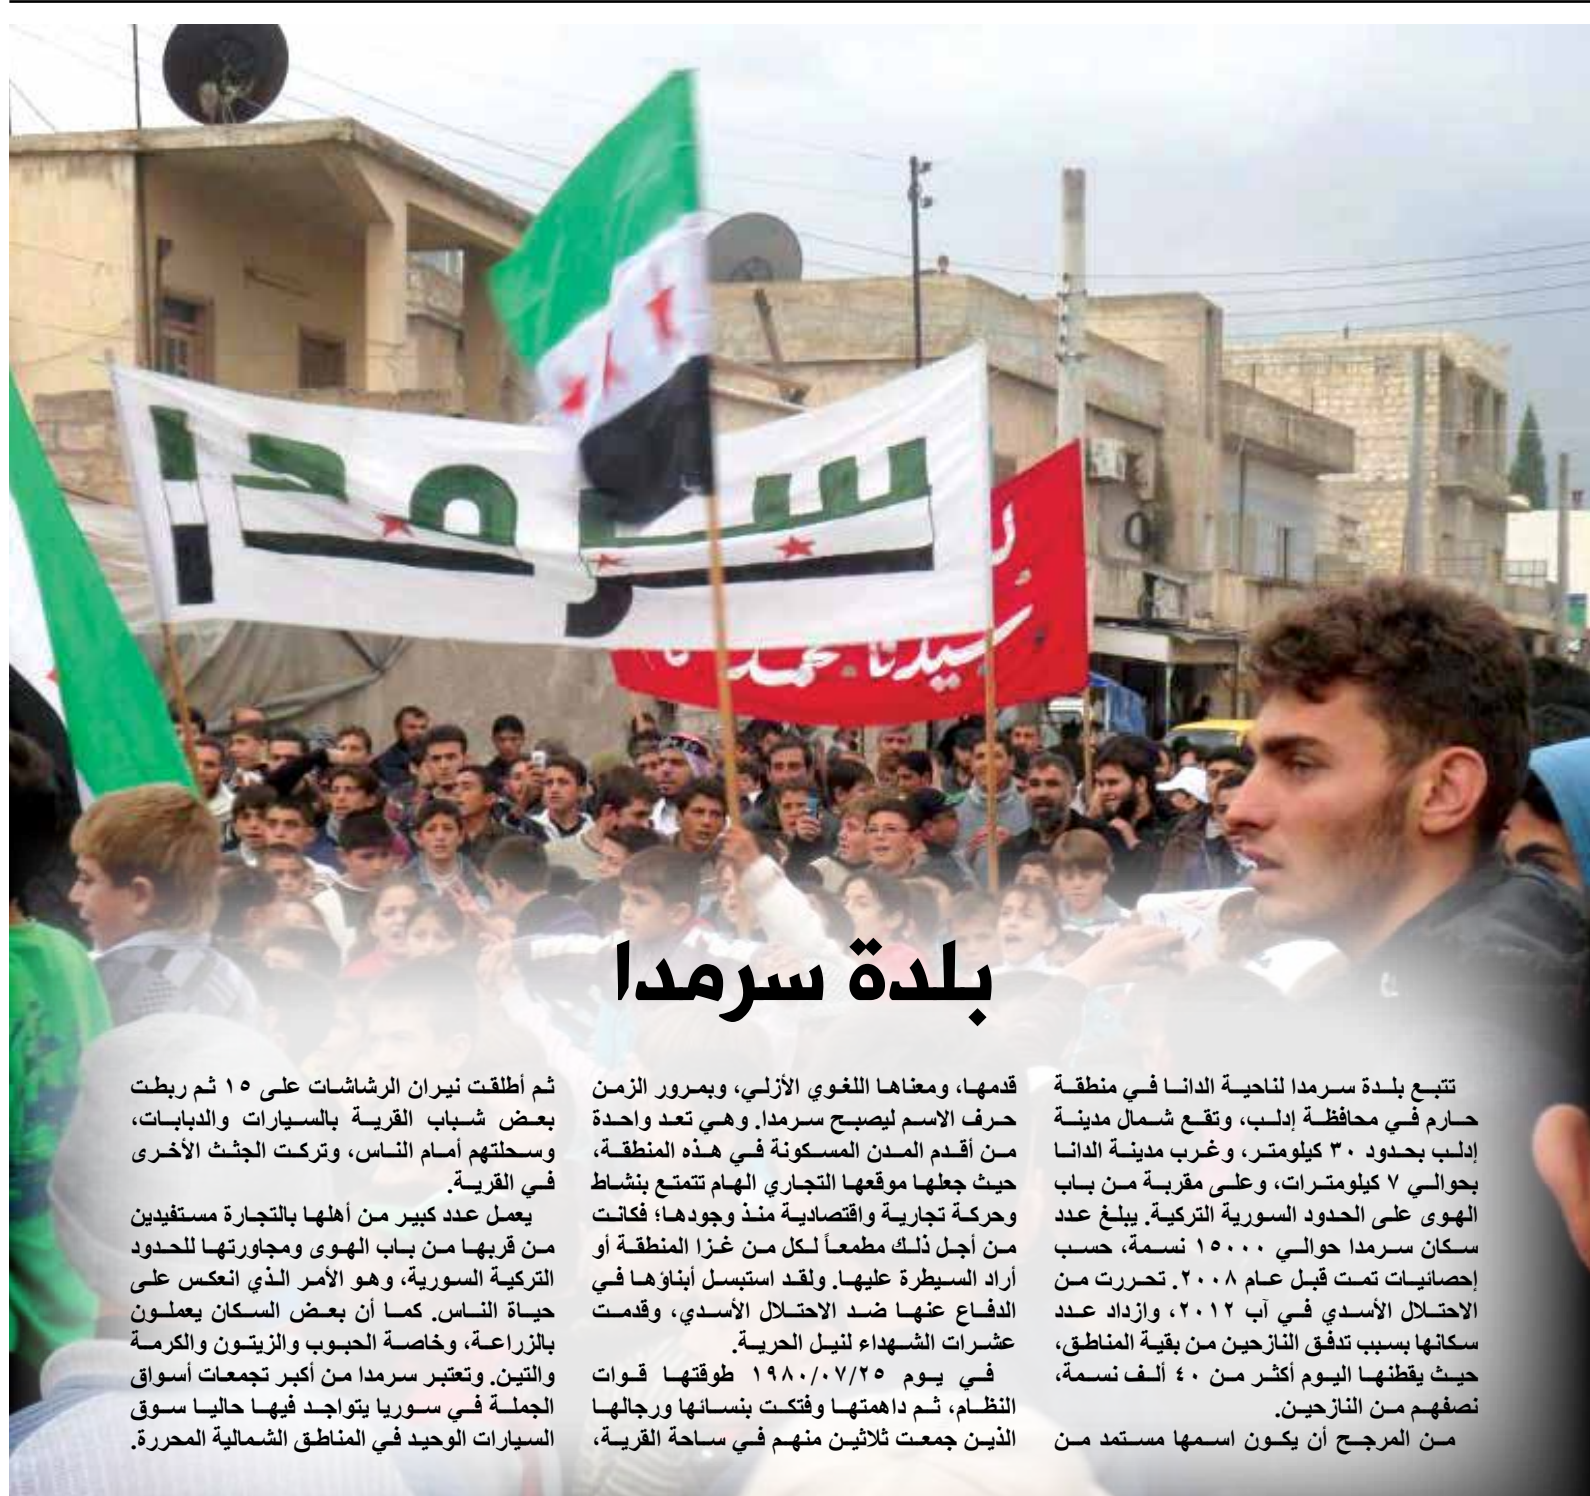 سرمدا
سيدنا محمد
بلدة سرمدا
تتبع بلدة سرمدا لناحية الدانا في منطقة
حارم في محافظة إدلب، وتقع شمال مدينة
إدلب بحدود ٣٠ كيلومتر، وغرب مدينة الدانا
بحوالي ٧ كيلومترات، وعلى مقربة من باب
الهوى على الحدود السورية التركية. يبلغ عدد
سكان سرمدا حوالي ١٥٠٠٠ نسمة، حسب
إحصائيات تمت قبل عام ٢٠٠٨. تحررت من
الاحتلال الأسدي في آب ٢٠١٢، وازداد عدد
سكانها بسبب تدفق النازحين من بقية المناطق،
حيث يقطنها اليوم أكثر من ٤٠ ألف نسمة،
نصفهم من النازحين.
من المرجح أن يكون اسمها مستمد من
قدمها، ومعناها اللغوي الأزلي، وبمرور الزمن
حرف الاسم ليصبح سرمدا. وهي تعد واحدة
من أقدم المدن المسكونة في هذه المنطقة،
حيث جعلها موقعها التجاري الهام تتمتع بنشاط
وحركة تجارية واقتصادية منذ وجودها؛ فكانت
من أجل ذلك مطمعاً لكل من غزا المنطقة أو
أراد السيطرة عليها. ولقد استبسل أبناؤها في
الدفاع عنها ضد الاحتلال الأسدي، وقدمت
عشرات الشهداء لنيل الحرية.
في يوم ١٩٨٠/٠٧/٢٥ طوقتها قوات
النظام، ثم داهمتها وفتكت بنسائها ورجالها
الذين جمعت ثلاثين منهم في ساحة القرية،
ثم أطلقت نيران الرشاشات على ١٥ ثم ربطت
بعض شباب القرية بالسيارات والدبابات،
وسحلتهم أمام الناس، وتركت الجثث الأخرى
في القرية.
يعمل عدد كبير من أهلها بالتجارة مستفيدين
من قربها من باب الهوى ومجاورتها للحدود
التركية السورية، وهو الأمر الذي انعكس على
حياة الناس. كما أن بعض السكان يعملون
بالزراعة، وخاصة الحبوب والزيتون والكرمة
والتين. وتعتبر سرمدا من أكبر تجمعات أسواق
الجملة في سوريا يتواجد فيها حاليا سوق
السيارات الوحيد في المناطق الشمالية المحررة.